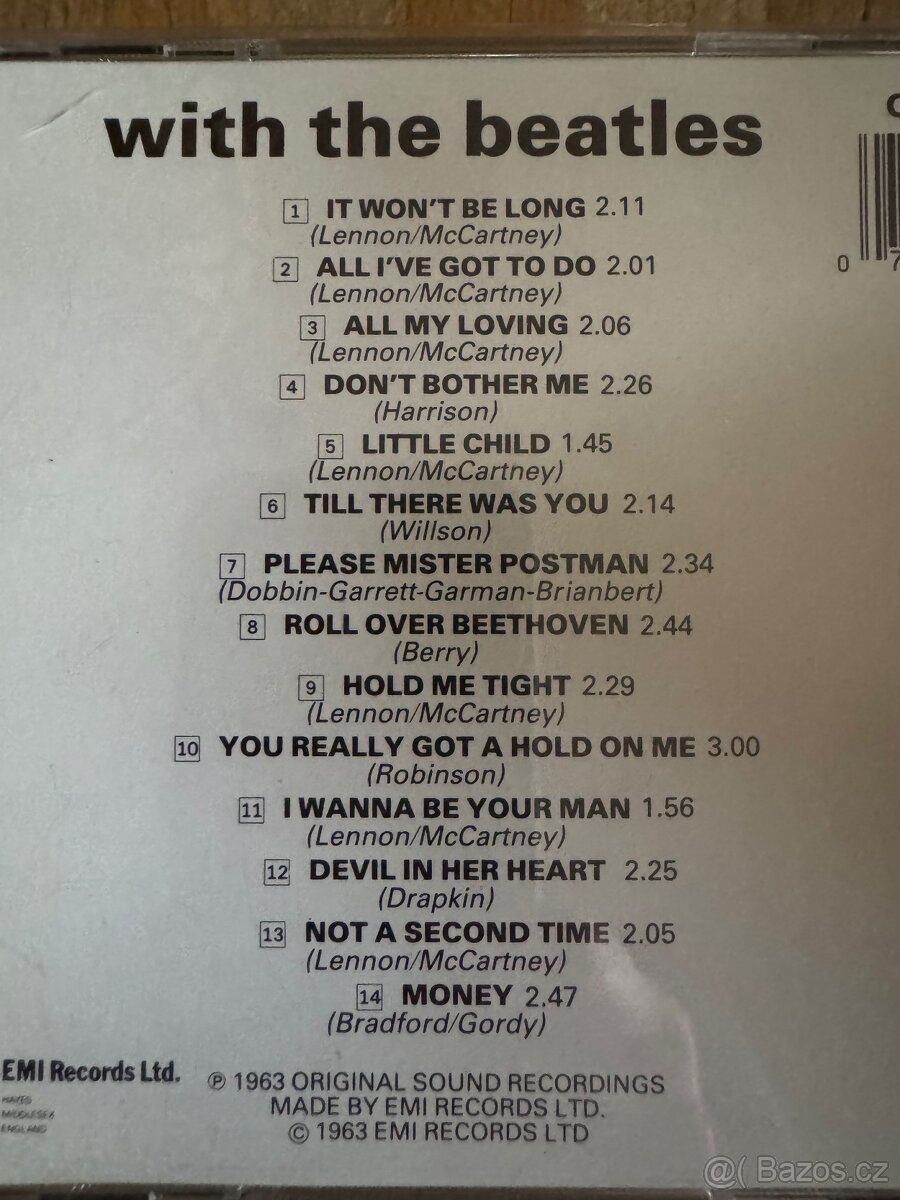 with the beatles
1 IT WON'T BE LONG 2.11
(Lennon/McCartney)
2 ALL I'VE GOT TO DO 2.01
(Lennon/McCartney)
3 ALL MY LOVING 2.06
(Lennon/McCartney)
4 DON'T BOTHER ME 2.26
(Harrison)
5 LITTLE CHILD 1.45
(Lennon/McCartney)
6 TILL THERE WAS YOU 2.14
(Willson)
7 PLEASE MISTER POSTMAN 2.34
(Dobbin-Garrett-Garman-Brianbert)
8 ROLL OVER BEETHOVEN 2.44
(Berry)
9 HOLD ME TIGHT 2.29
(Lennon/McCartney)
10 YOU REALLY GOT A HOLD ON ME 3.00
(Robinson)
11 I WANNA BE YOUR MAN 1.56
(Lennon/McCartney)
12 DEVIL IN HER HEART 2.25
(Drapkin)
13 NOT A SECOND TIME 2.05
(Lennon/McCartney)
14 MONEY 2.47
(Bradford/Gordy)
EMI Records Ltd.
HAYES
MIDDLESEX
ENGLAND
℗ 1963 ORIGINAL SOUND RECORDINGS
MADE BY EMI RECORDS LTD.
© 1963 EMI RECORDS LTD
0
@( Bazos.cz